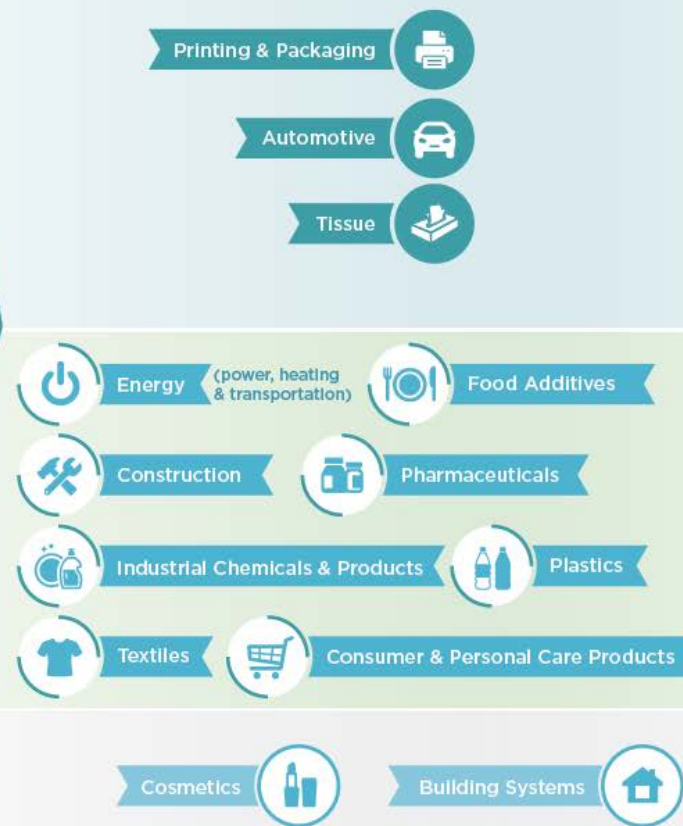 Printing & Packaging
Automotive
Tissue
Energy
(power, heating
& transportation)
Food Additives
Construction
Pharmaceuticals
Industrial Chemicals & Products
Plastics
Textiles
Consumer & Personal Care Products
Cosmetics
Building Systems